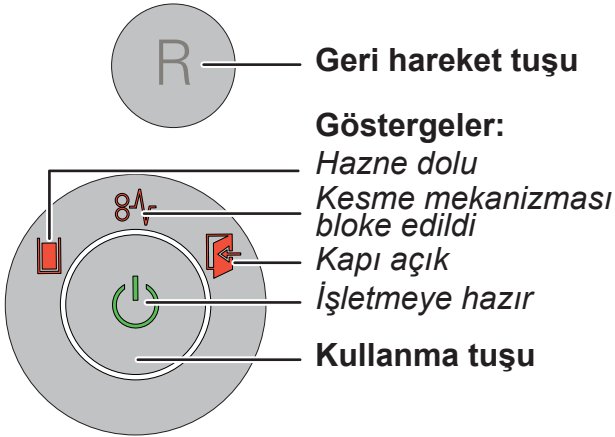 R
Geri hareket tuşu
Göstergeler:
Hazne dolu
Kesme mekanizması
bloke edildi
Kapı açık
İşletmeye hazır
Kullanma tuşu